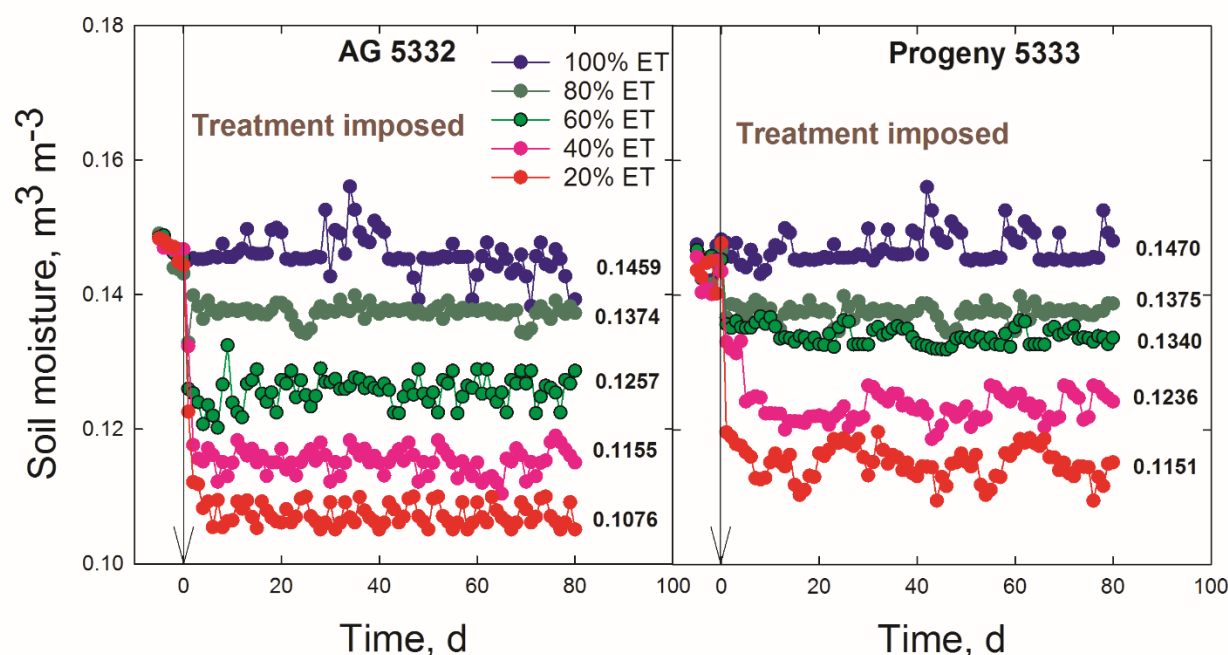 0.18
0.16
0.14
0.12
0.10
Soil moisture, m³ m⁻³
AG 5332
Treatment imposed
100% ET
80% ET
60% ET
40% ET
20% ET
0.1459
0.1374
0.1257
0.1155
0.1076
0 20 40 60 80 100
Time, d
Progeny 5333
Treatment imposed
0.1470
0.1375
0.1340
0.1236
0.1151
0 20 40 60 80 100
Time, d